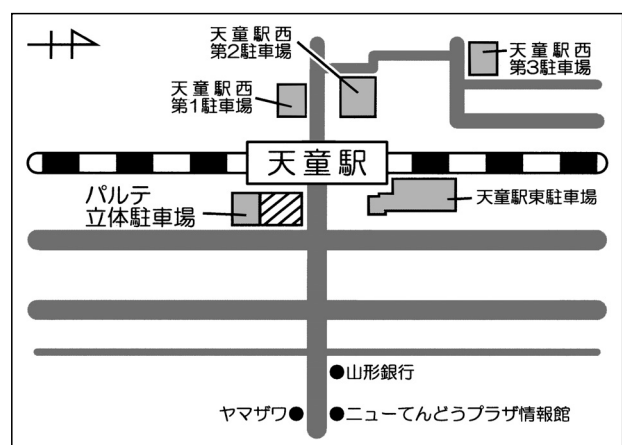 天童駅西
第2駐車場
天童駅西
第3駐車場
天童駅西
第1駐車場
天童駅
パルテ
立体駐車場
天童駅東駐車場
●山形銀行
ヤマザワ●
●ニューてんどうプラザ情報館